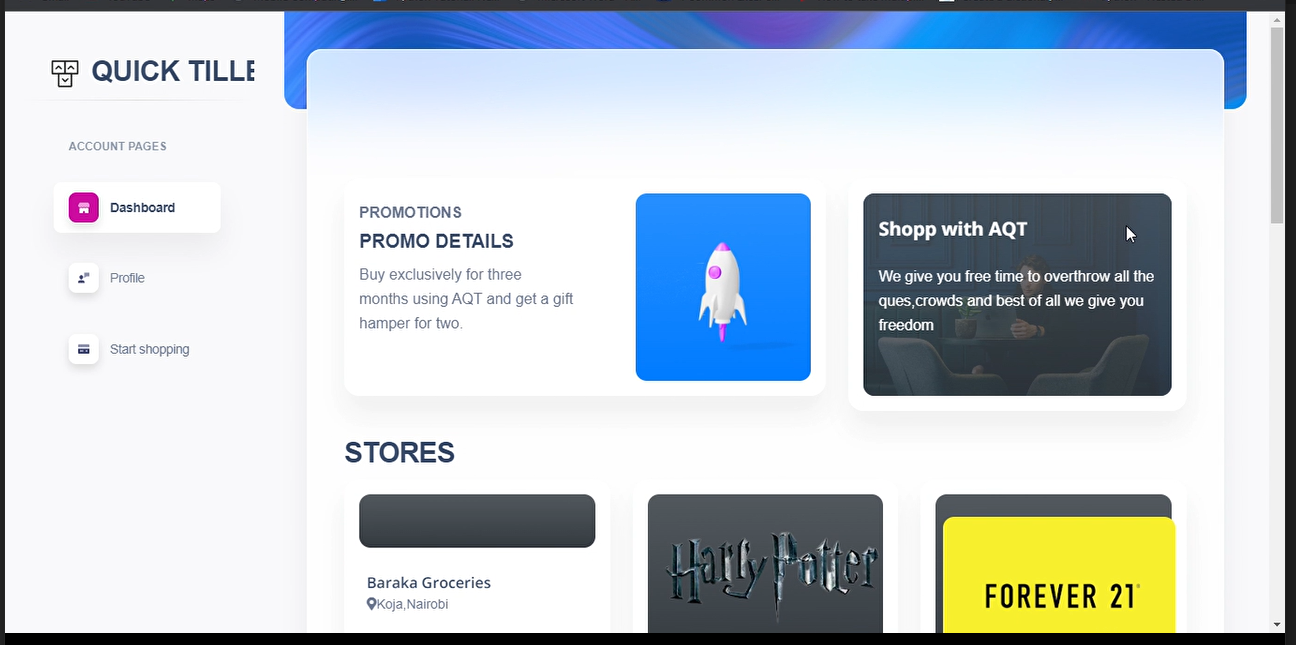 QUICK TILLE
ACCOUNT PAGES
Dashboard
Profile
Start shopping
PROMOTIONS
PROMO DETAILS
Buy exclusively for three
months using AQT and get a gift
hamper for two.
Shopp with AQT
We give you free time to overthrow all the
ques,crowds and best of all we give you
freedom
STORES
Baraka Groceries
Koja,Nairobi
Harry Potter
FOREVER 21